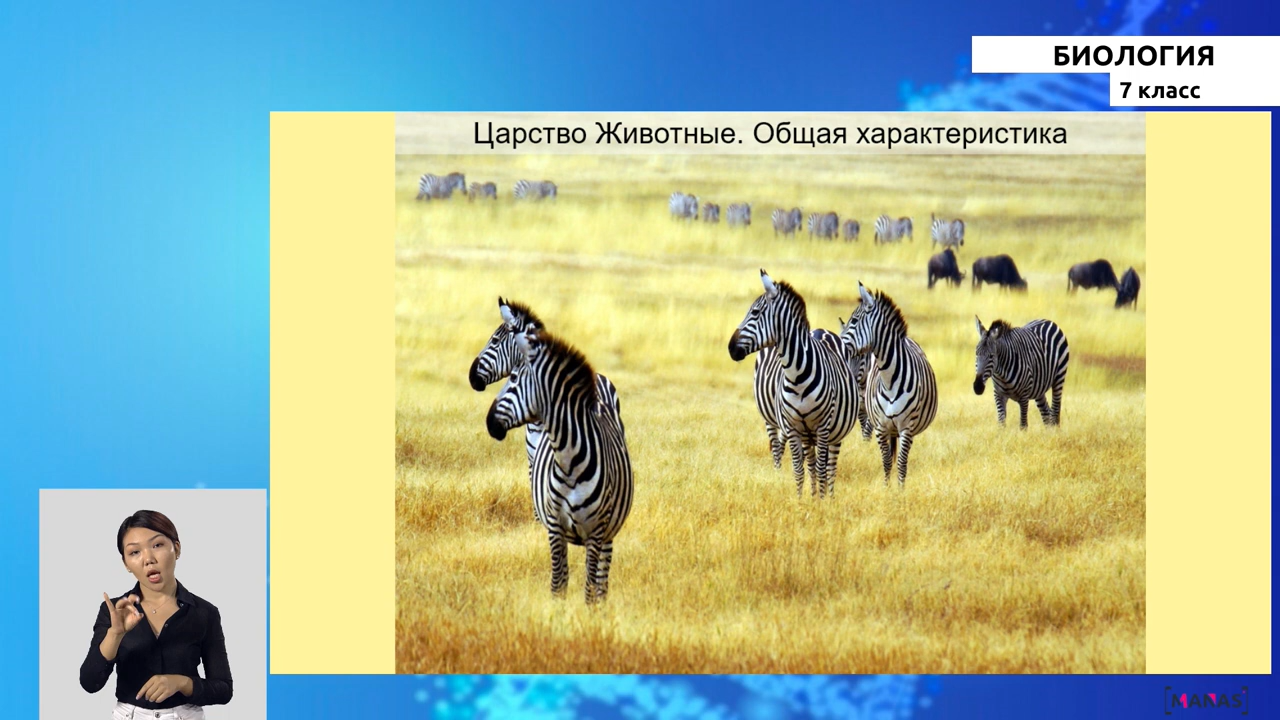 БИОЛОГИЯ
7 класс
Царство Животные. Общая характеристика
[MANAS]